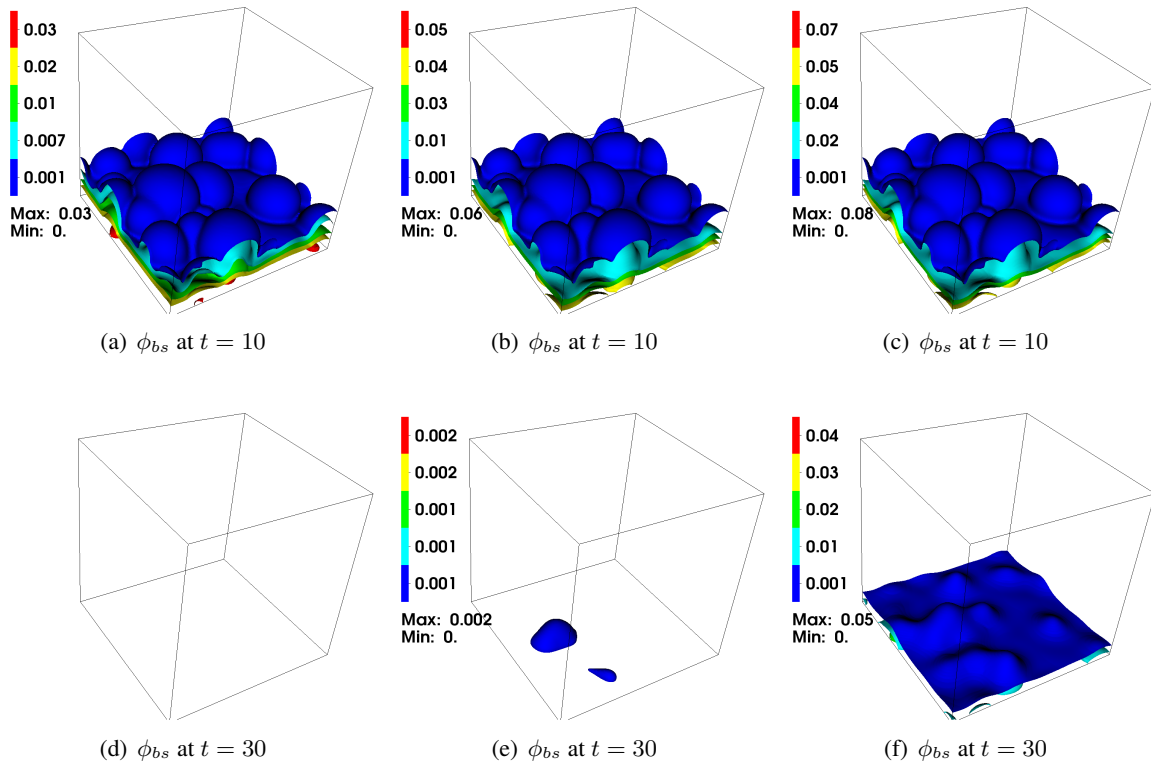 0.03
0.02
0.01
0.007
0.001
Max: 0.03
Min: 0.
0.05
0.04
0.03
0.01
0.001
Max: 0.06
Min: 0.
0.07
0.05
0.04
0.02
0.001
Max: 0.08
Min: 0.
(a) ϕbs at t = 10
(b) ϕbs at t = 10
(c) ϕbs at t = 10
0.002
0.002
0.001
0.001
0.001
Max: 0.002
Min: 0.
0.04
0.03
0.02
0.01
0.001
Max: 0.05
Min: 0.
(d) ϕbs at t = 30
(e) ϕbs at t = 30
(f) ϕbs at t = 30